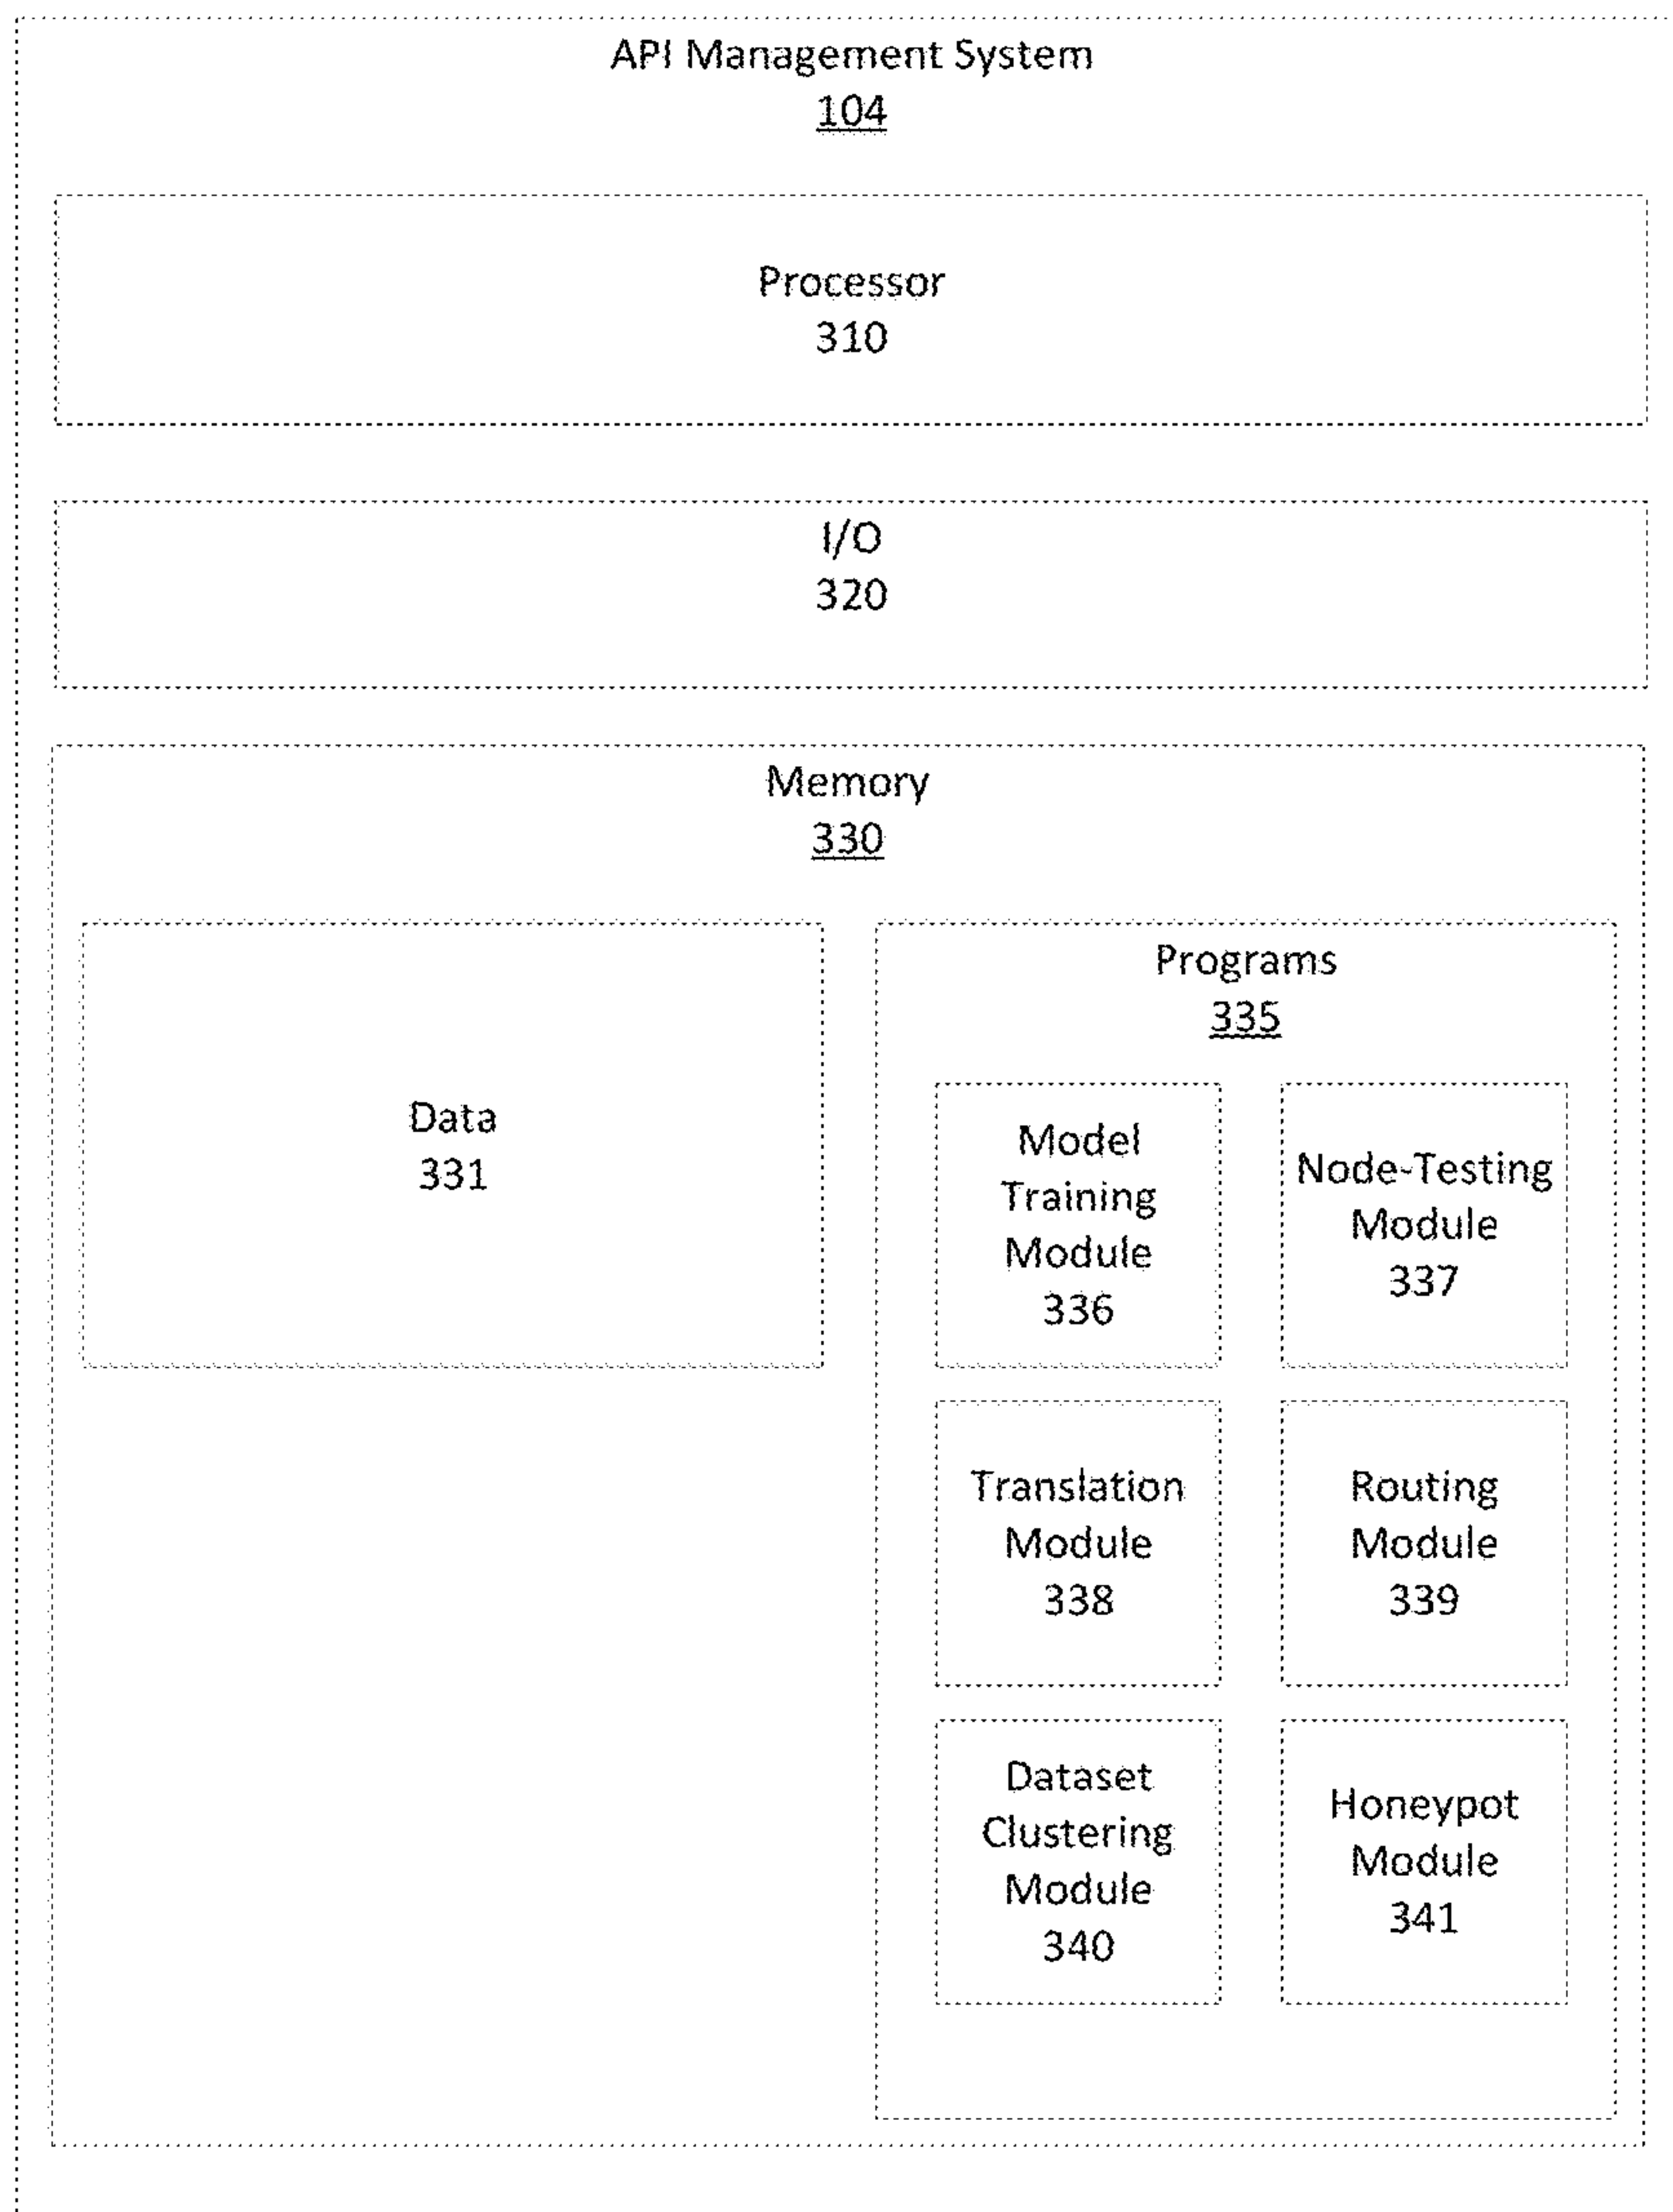 API Management System
104
Processor
310
I/O
320
Memory
330
Data
331
Programs
335
Model
Training
Module
336
Node-Testing
Module
337
Translation
Module
338
Routing
Module
339
Dataset
Clustering
Module
340
Honeypot
Module
341